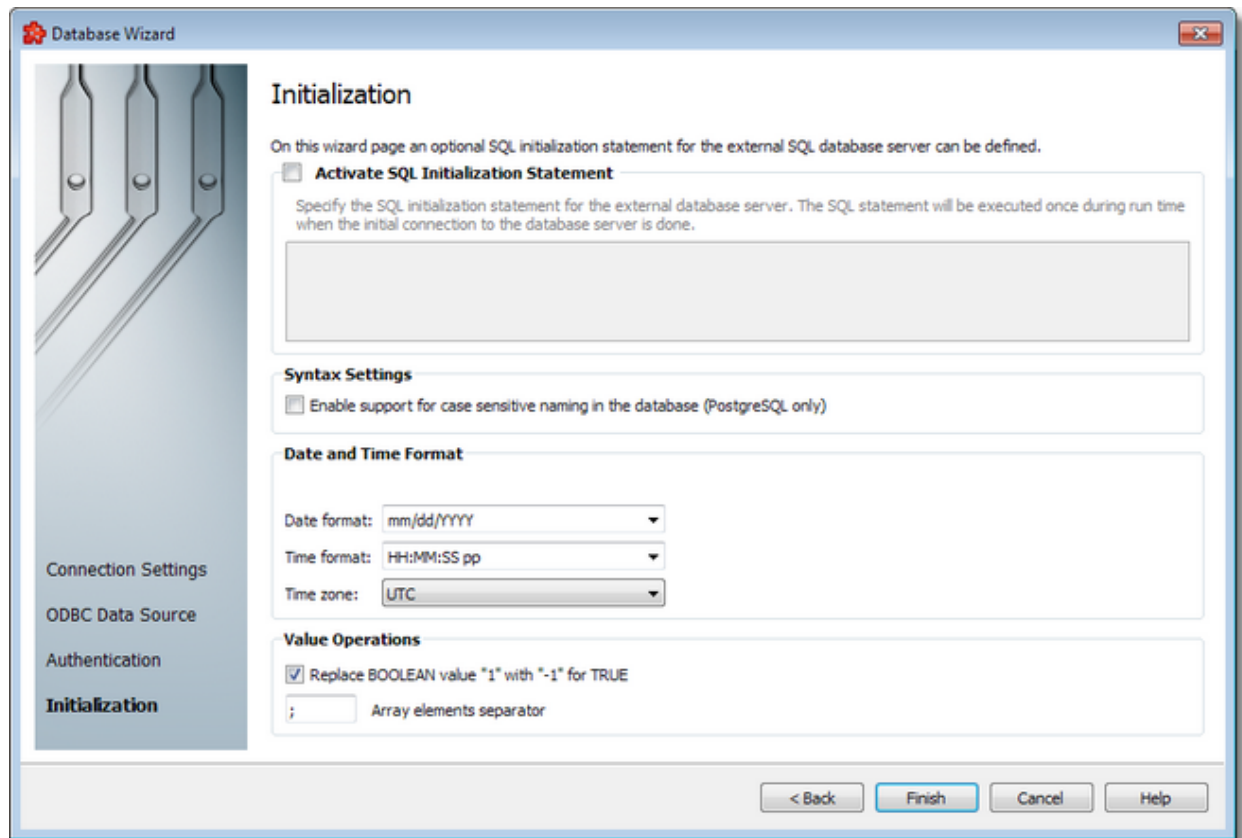 Database Wizard
Initialization
On this wizard page an optional SQL initialization statement for the external SQL database server can be defined.
Activate SQL Initialization Statement
Specify the SQL initialization statement for the external database server. The SQL statement will be executed once during run time
when the initial connection to the database server is done.
Syntax Settings
Enable support for case sensitive naming in the database (PostgreSQL only)
Date and Time Format
Date format: mm/dd/YYYY
Time format: HH:MM:SS pp
Time zone: UTC
Value Operations
Replace BOOLEAN value "1" with "-1" for TRUE
; Array elements separator
Connection Settings
ODBC Data Source
Authentication
Initialization
< Back Finish Cancel Help